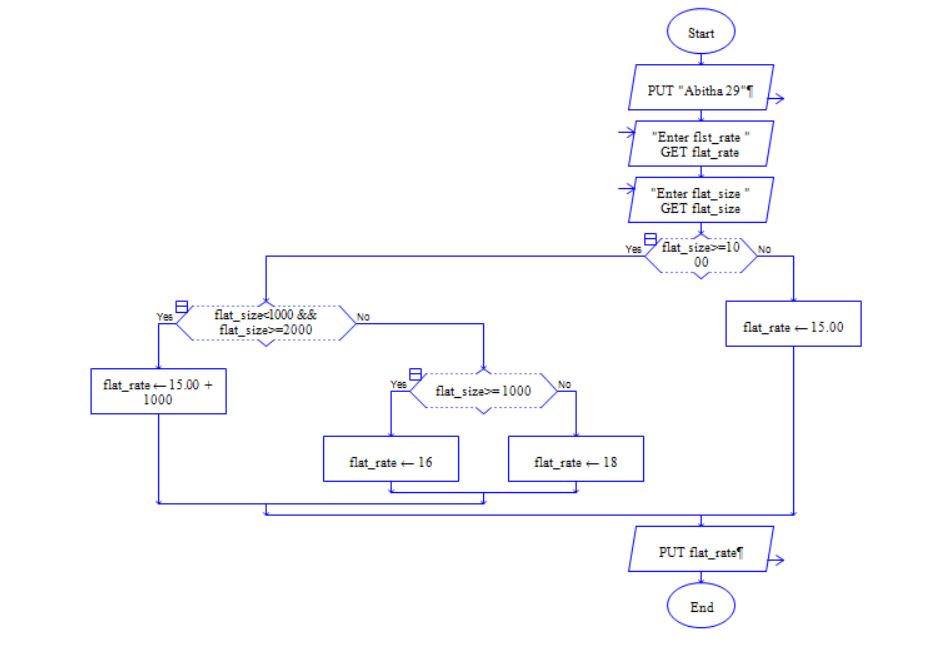 Start
PUT "Abitha 29"¶
"Enter flst_rate "
GET flat_rate
"Enter flat_size "
GET flat_size
Yes
flat_size>=10
00
No
Yes
flat_size<1000 &&
flat_size>=2000
No
flat_rate ← 15.00
flat_rate ← 15.00 +
1000
Yes
flat_size>= 1000
No
flat_rate ← 16
flat_rate ← 18
PUT flat_rate¶
End